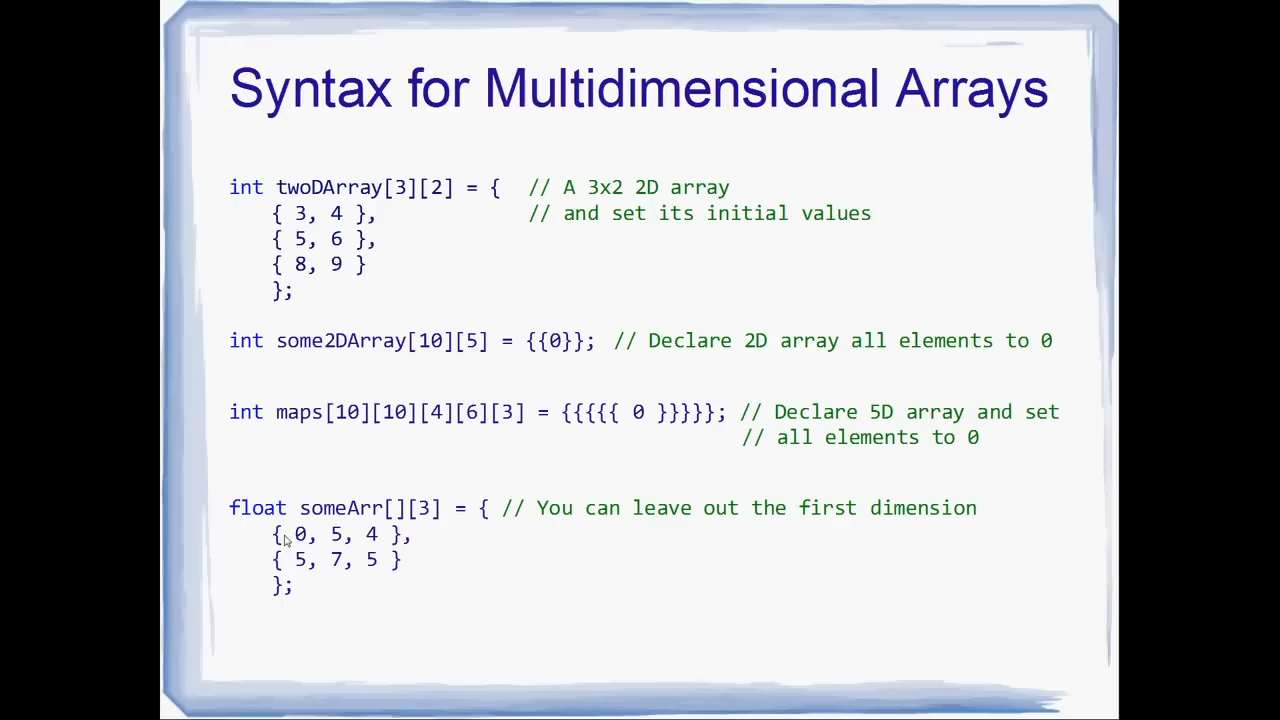 Syntax for Multidimensional Arrays
int twoDArray[3][2] = { // A 3x2 2D array
{ 3, 4 }, // and set its initial values
{ 5, 6 },
{ 8, 9 }
};
int some2DArray[10][5] = {{0}}; // Declare 2D array all elements to 0
int maps[10][10][4][6][3] = {{{{{ 0 }}}}}; // Declare 5D array and set
// all elements to 0
float someArr[][3] = { // You can leave out the first dimension
{ 0, 5, 4 },
{ 5, 7, 5 }
};